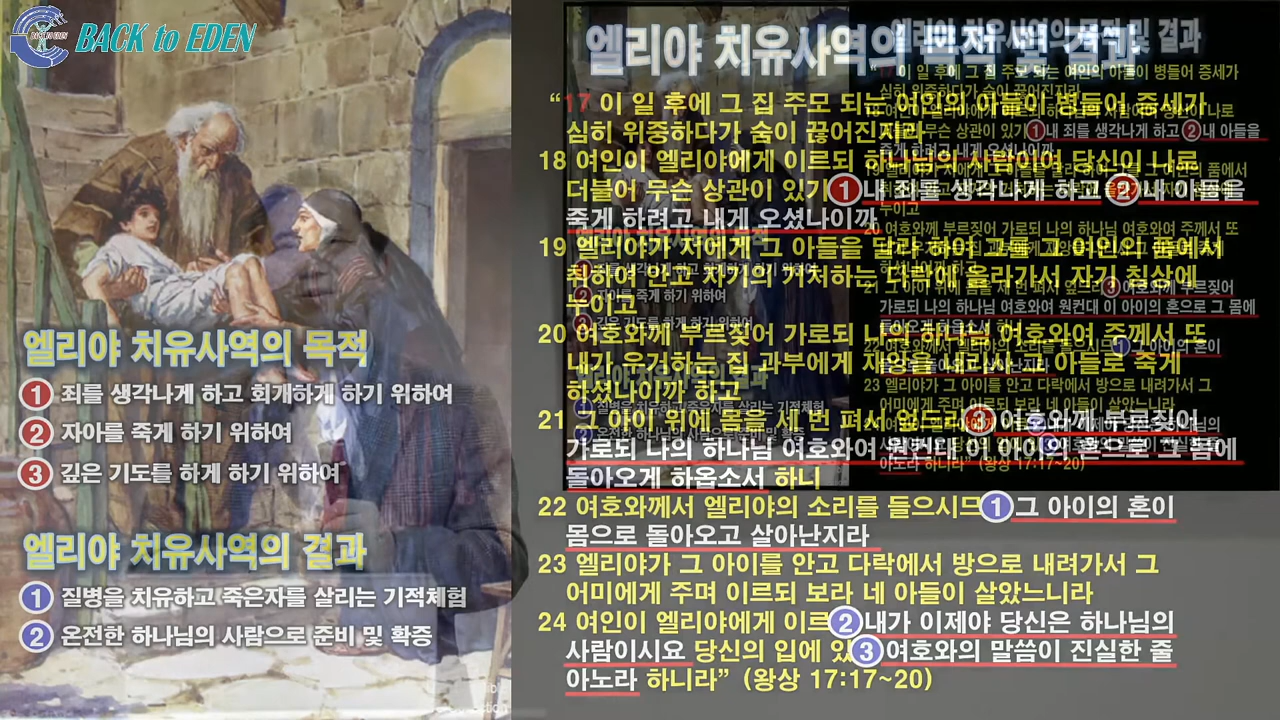 BACK to EDEN
엘리야 치유사역의 목적
1 죄를 생각나게 하고 회개하게 하기 위하여
2 자아를 죽게 하기 위하여
3 깊은 기도를 하게 하기 위하여
엘리야 치유사역의 결과
1 질병을 치유하고 죽은자를 살리는 기적체험
2 온전한 하나님의 사람으로 준비 및 확증
엘리야 치유사역의 목적 및 결과
“17 이 일 후에 그 집 주모 되는 여인의 아들이 병들어 증세가
심히 위중하다가 숨이 끊어진지라
18 여인이 엘리야에게 이르되 하나님의 사람이여 당신이 나로
더불어 무슨 상관이 있기 1 내 죄를 생각나게 하고 2 내 아들을
죽게 하려고 내게 오셨나이까
19 엘리야가 저에게 그 아들을 달라 하여 그를 그 여인의 품에서
취하여 안고 자기의 거처하는 다락에 올라가서 자기 침상에
누이고
20 여호와께 부르짖어 가로되 나의 하나님 여호와여 주께서 또
내가 우거하는 집 과부에게 재앙을 내리사 그 아들로 죽게
하셨나이까 하고
21 그 아이 위에 몸을 세 번 펴서 엎드리 3 여호와께 부르짖어
가로되 나의 하나님 여호와여 원컨대 이 아이의 혼으로 그 몸에
돌아오게 하옵소서 하니
22 여호와께서 엘리야의 소리를 들으시므 1 그 아이의 혼이
몸으로 돌아오고 살아난지라
23 엘리야가 그 아이를 안고 다락에서 방으로 내려가서 그
어미에게 주며 이르되 보라 네 아들이 살았느니라
24 여인이 엘리야에게 이르 2 내가 이제야 당신은 하나님의
사람이시요 당신의 입에 있 3 여호와의 말씀이 진실한 줄
아노라 하니라” (왕상 17:17~20)